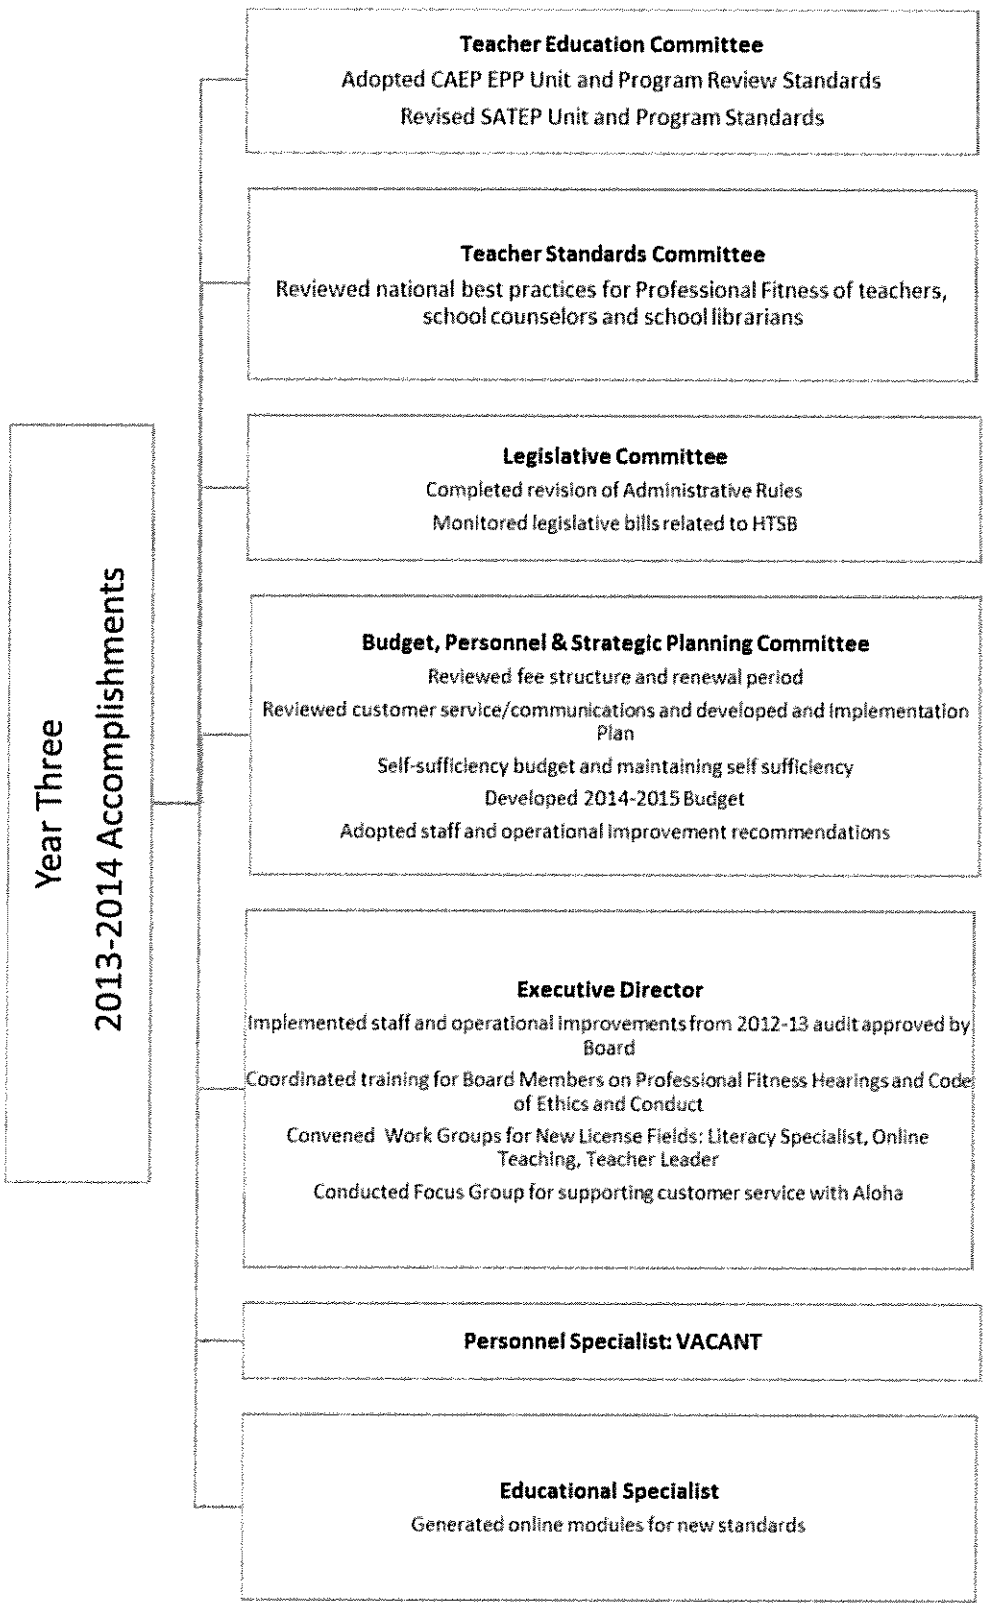 Year Three
2013-2014 Accomplishments
Teacher Education Committee
Adopted CAEP EPP Unit and Program Review Standards
Revised SATEP Unit and Program Standards
Teacher Standards Committee
Reviewed national best practices for Professional Fitness of teachers,
school counselors and school librarians
Legislative Committee
Completed revision of Administrative Rules
Monitored legislative bills related to HTSB
Budget, Personnel & Strategic Planning Committee
Reviewed fee structure and renewal period
Reviewed customer service/communications and developed and Implementation
Plan
Self-sufficiency budget and maintaining self sufficiency
Developed 2014-2015 Budget
Adopted staff and operational improvement recommendations
Executive Director
Implemented staff and operational improvements from 2012-13 audit approved by
Board
Coordinated training for Board Members on Professional Fitness Hearings and Code
of Ethics and Conduct
Convened Work Groups for New License Fields: Literacy Specialist, Online
Teaching, Teacher Leader
Conducted Focus Group for supporting customer service with Aloha
Personnel Specialist: VACANT
Educational Specialist
Generated online modules for new standards